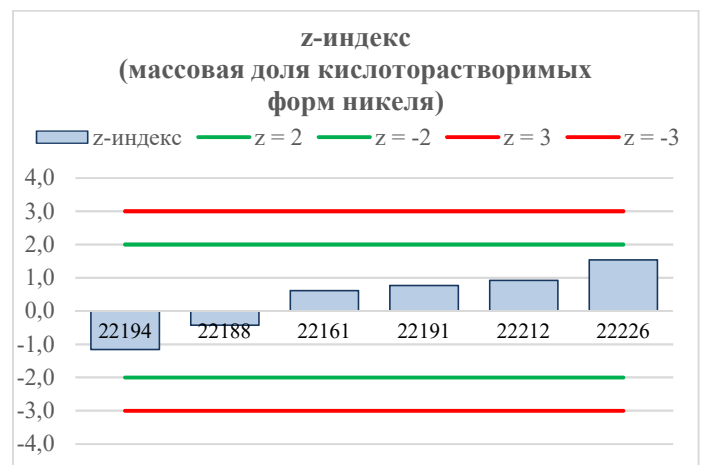 z-индекс
(массовая доля кислоторастворимых
форм никеля)
z-индекс z = 2 z = -2 z = 3 z = -3
4,0
3,0
2,0
1,0
0,0
22194 22188 22161 22191 22212 22226
-1,0
-2,0
-3,0
-4,0